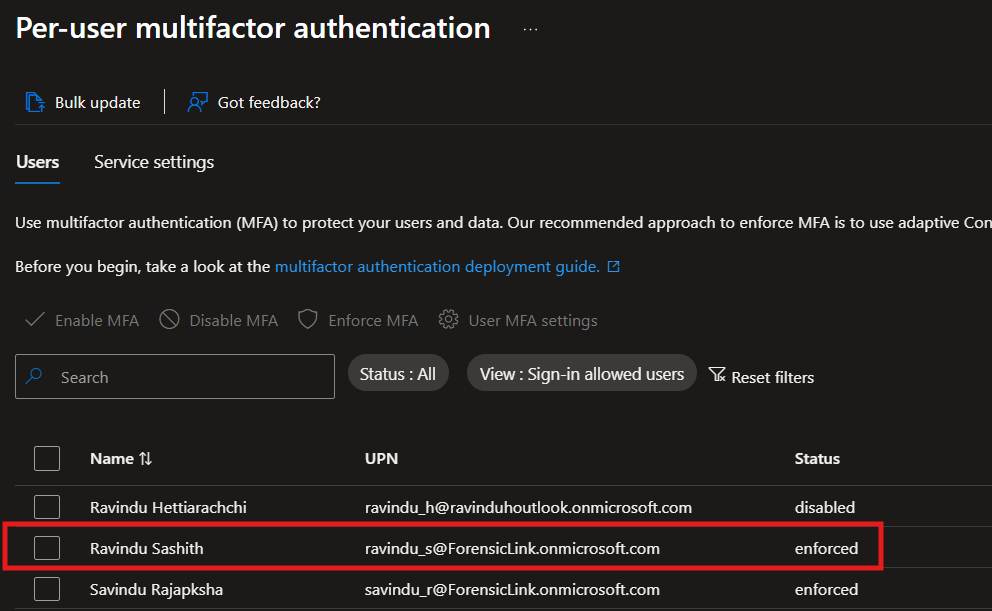 Per-user multifactor authentication ...
Bulk update Got feedback?
Users Service settings
Use multifactor authentication (MFA) to protect your users and data. Our recommended approach to enforce MFA is to use adaptive Con
Before you begin, take a look at the multifactor authentication deployment guide.
Enable MFA Disable MFA Enforce MFA User MFA settings
Search Status : All View : Sign-in allowed users Reset filters
Name UPN Status
Ravindu Hettiarachchi ravindu_h@ravinduhoutlook.onmicrosoft.com disabled
Ravindu Sashith ravindu_s@ForensicLink.onmicrosoft.com enforced
Savindu Rajapksha savindu_r@ForensicLink.onmicrosoft.com enforced